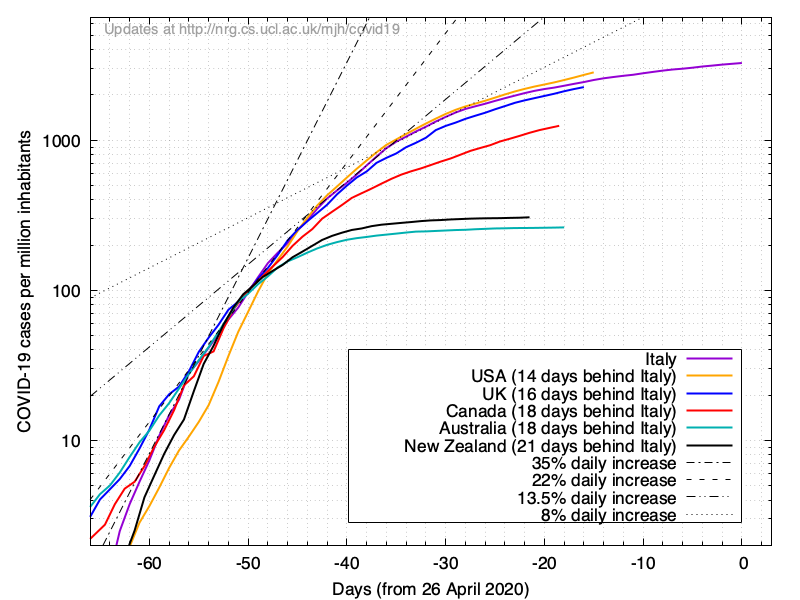 Updates at http://nrg.cs.ucl.ac.uk/mjh/covid19
COVID-19 cases per million inhabitants
1000
100
10
Italy
USA (14 days behind Italy)
UK (16 days behind Italy)
Canada (18 days behind Italy)
Australia (18 days behind Italy)
New Zealand (21 days behind Italy)
35% daily increase
22% daily increase
13.5% daily increase
8% daily increase
-60 -50 -40 -30 -20 -10 0
Days (from 26 April 2020)